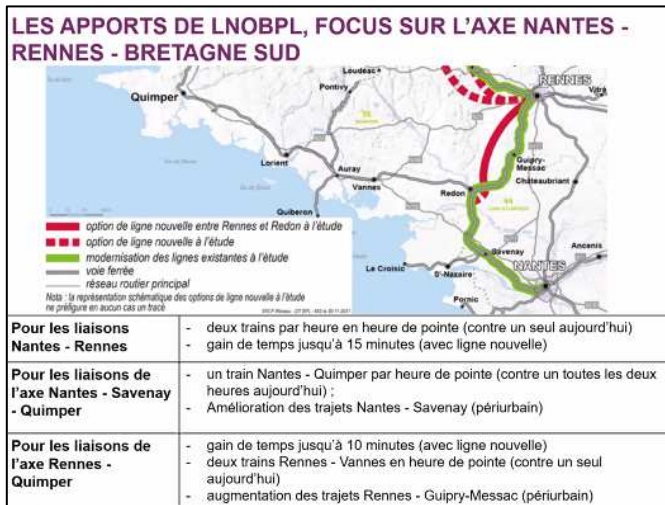 LES APPORTS DE LNOBPL, FOCUS SUR L'AXE NANTES -
RENNES - BRETAGNE SUD
Loudéac
RENNES
Quimper
Pontivy
Vitré
Lorient
Guipry-
Messac
Auray
Châteaubriant
Vannes
Redon
Quiberon
option de ligne nouvelle entre Rennes et Redon à l'étude
option de ligne nouvelle à l'étude
Savenay
Ancenis
modernisation des lignes existantes à l'étude
NANTES
voie ferrée
Le Croisic
St-Nazaire
réseau routier principal
Pornic
Nota : la représentation schématique des options de ligne nouvelle à l'étude
ne préfigure en aucun cas un tracé
Pour les liaisons
Nantes - Rennes
- deux trains par heure en heure de pointe (contre un seul aujourd'hui)
- gain de temps jusqu'à 15 minutes (avec ligne nouvelle)
Pour les liaisons de
l'axe Nantes - Savenay
- Quimper
- un train Nantes - Quimper par heure de pointe (contre un toutes les deux
heures aujourd'hui) ;
- Amélioration des trajets Nantes - Savenay (périurbain)
Pour les liaisons de
l'axe Rennes -
Quimper
- gain de temps jusqu'à 10 minutes (avec ligne nouvelle)
- deux trains Rennes - Vannes en heure de pointe (contre un seul
aujourd'hui)
- augmentation des trajets Rennes - Guipry-Messac (périurbain)